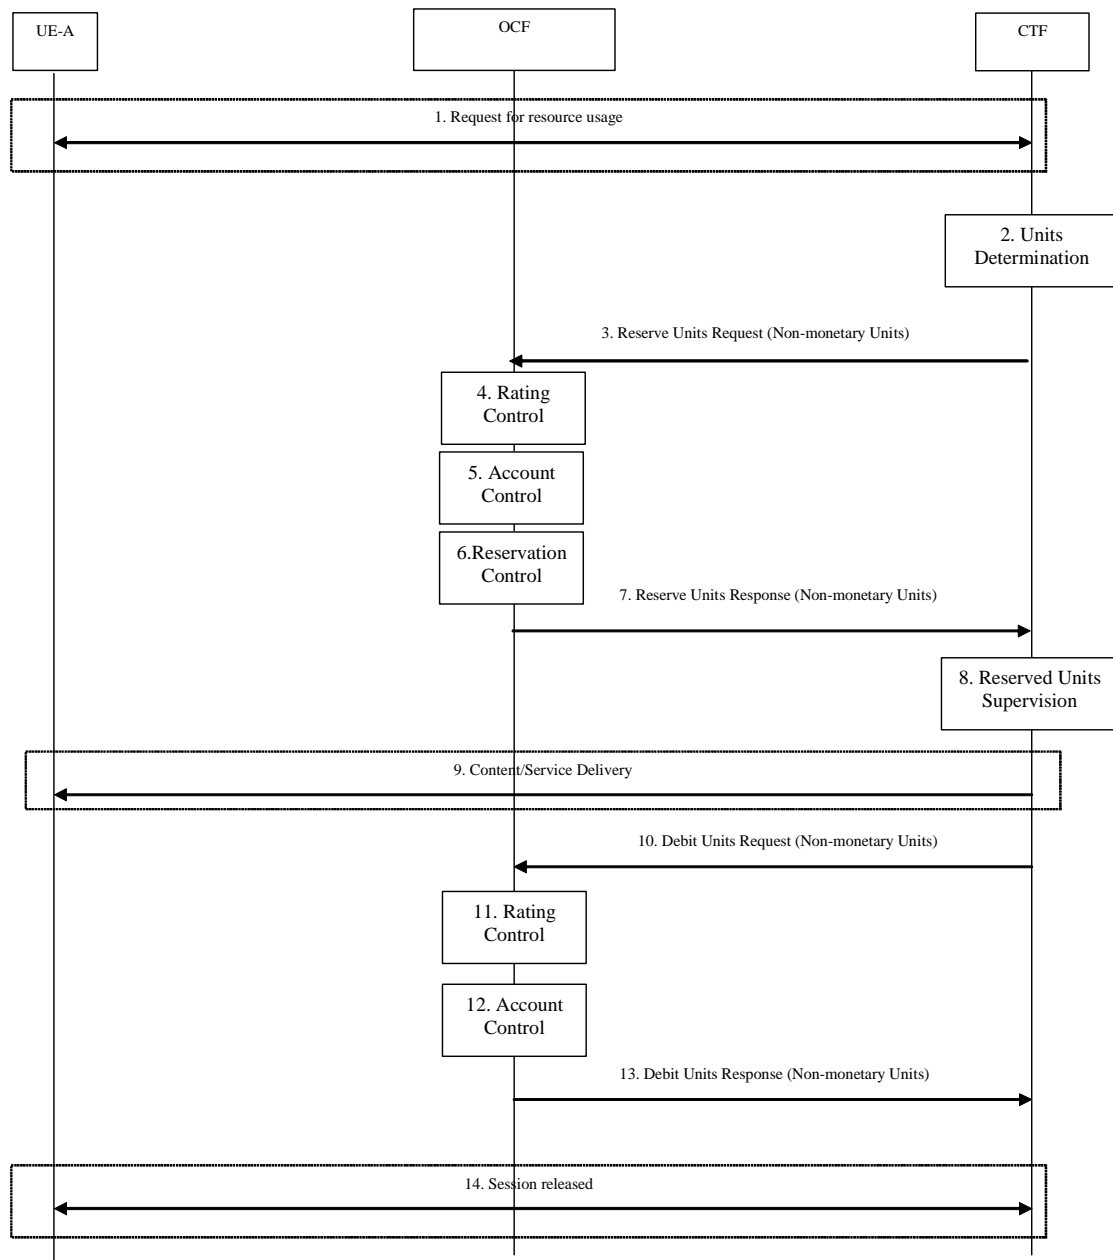 UE-A
OCF
CTF
1. Request for resource usage
2. Units
Determination
3. Reserve Units Request (Non-monetary Units)
4. Rating
Control
5. Account
Control
6.Reservation
Control
7. Reserve Units Response (Non-monetary Units)
8. Reserved Units
Supervision
9. Content/Service Delivery
10. Debit Units Request (Non-monetary Units)
11. Rating
Control
12. Account
Control
13. Debit Units Response (Non-monetary Units)
14. Session released